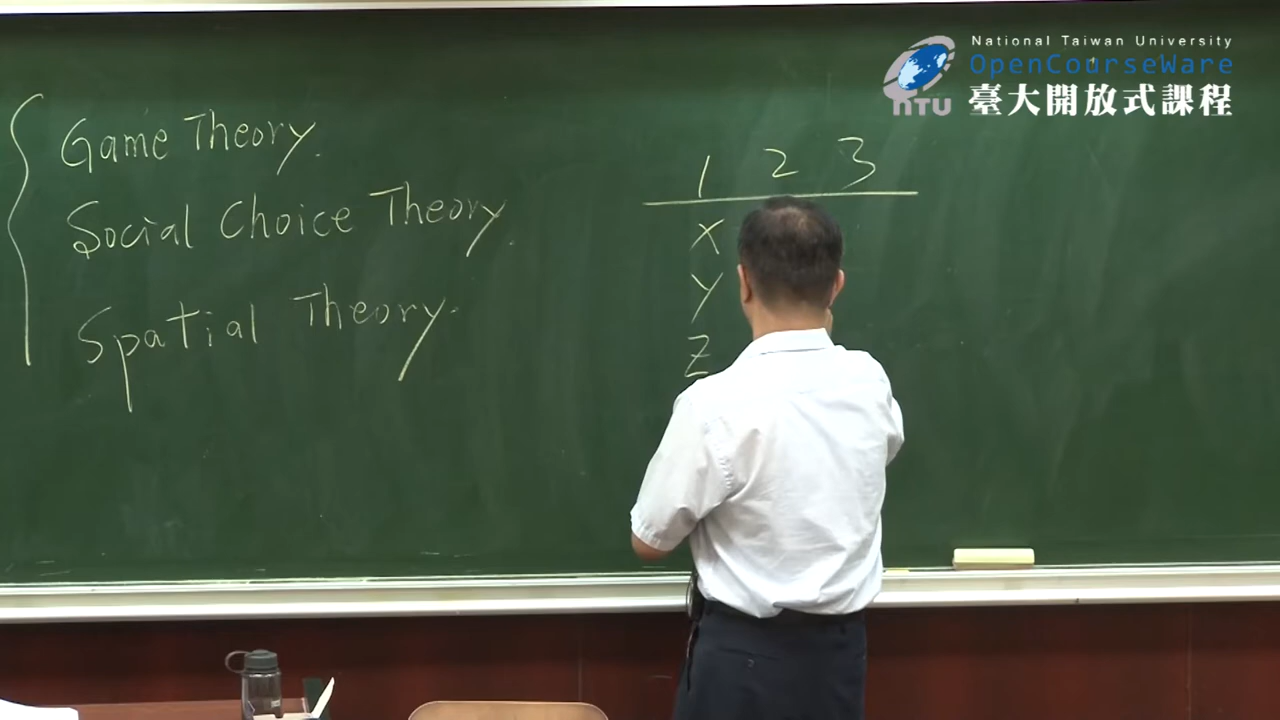 National Taiwan University
OpenCourseWare
臺大開放式課程
NTU
Game Theory.
Social Choice Theory.
Spatial Theory.
1 2 3
x
y
z